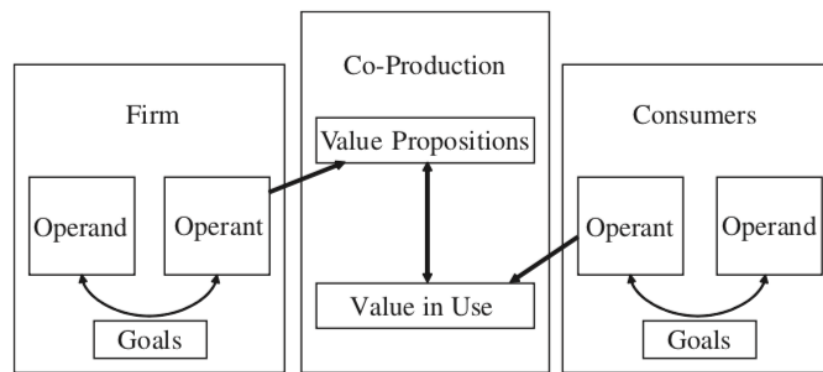 Co-Production
Firm
Consumers
Value Propositions
Operand
Operant
Operant
Operand
Value in Use
Goals
Goals